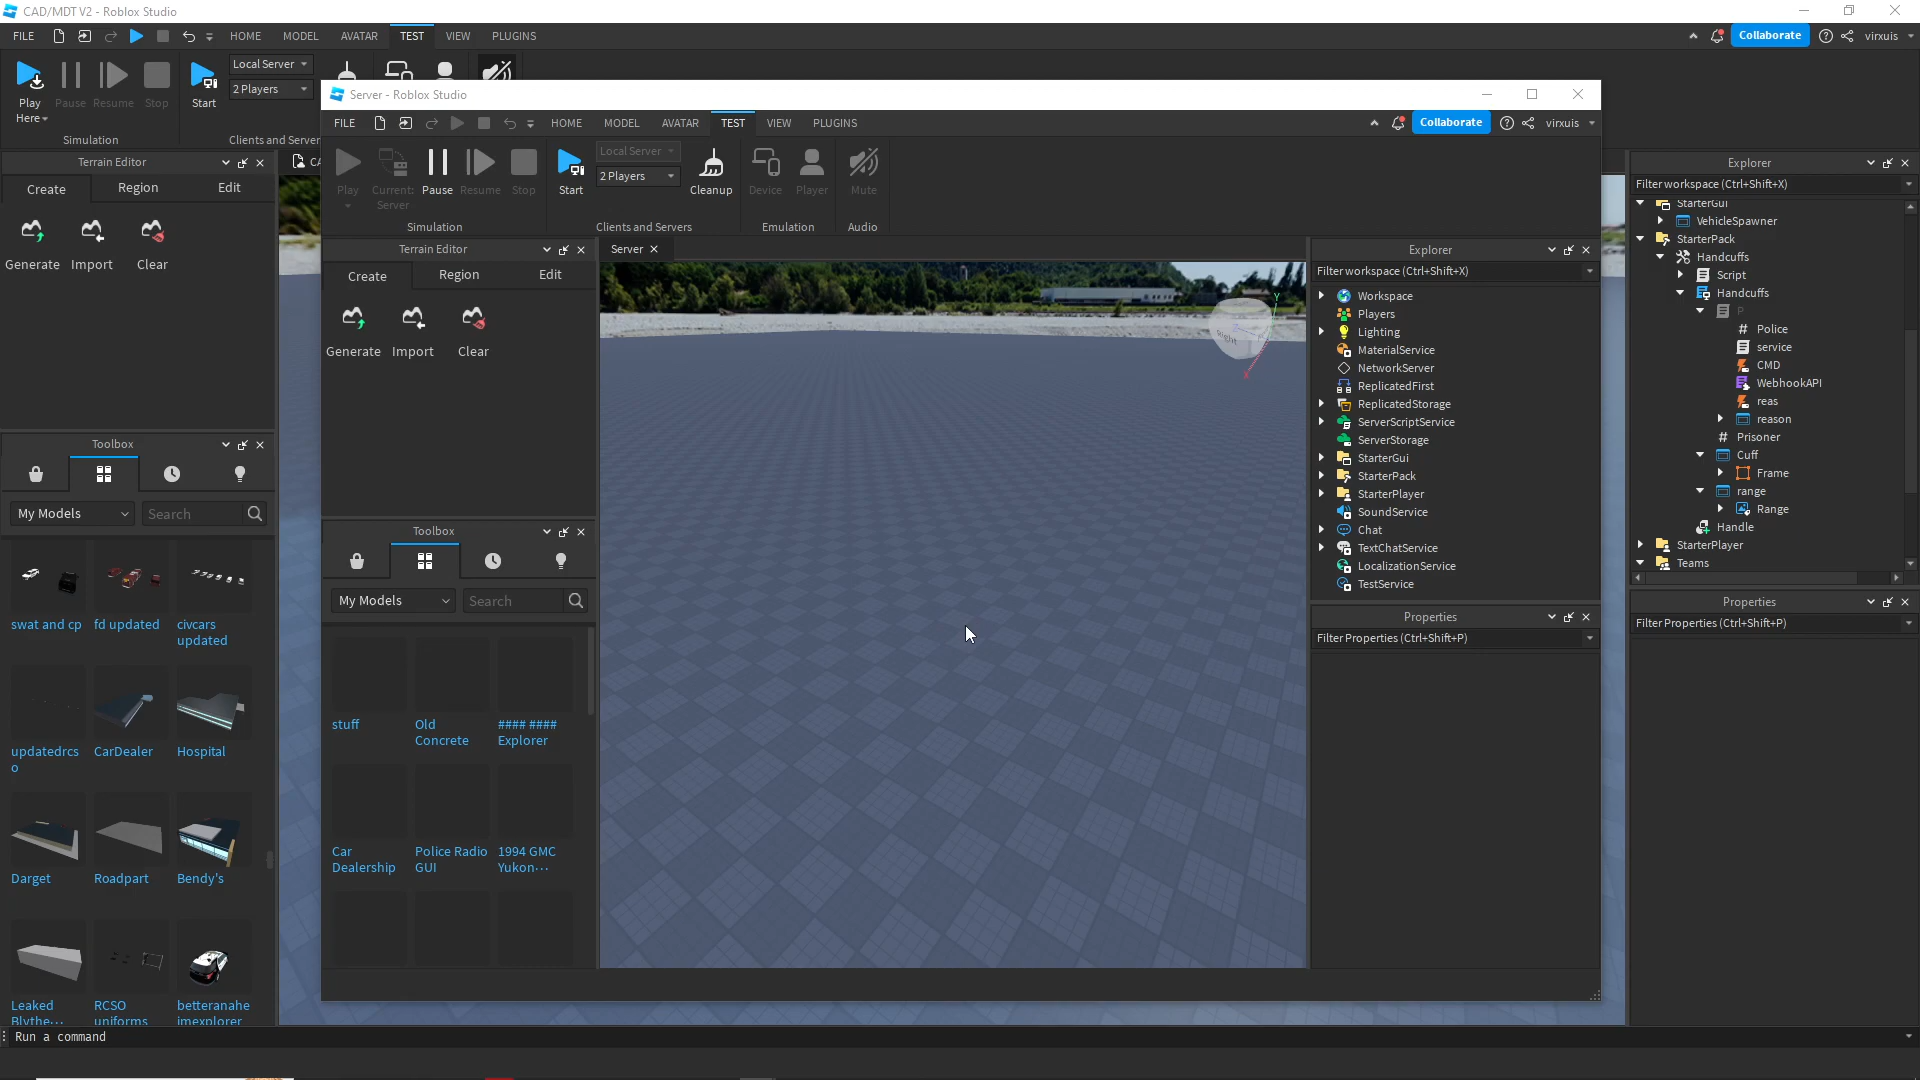 CAD/MDT V2 - Roblox Studio
FILE
HOME
MODEL
AVATAR
TEST
VIEW
PLUGINS
Collaborate
virxuis
Play
Here
Pause
Resume
Stop
Start
Local Server
2 Players
Simulation
Clients and Server
Terrain Editor
Create
Region
Edit
Generate
Import
Clear
Toolbox
My Models
Search
swat and cp
fd updated
civcars
updated
updatedrcs
o
CarDealer
Hospital
Darget
Roadpart
Bendy's
Leaked
Blythe...
RCSO
uniforms
betteranahe
imexplorer
Run a command
Server - Roblox Studio
FILE
HOME
MODEL
AVATAR
TEST
VIEW
PLUGINS
Collaborate
virxuis
Play
Current:
Server
Pause
Resume
Stop
Start
Local Server
2 Players
Cleanup
Device
Player
Mute
Simulation
Clients and Servers
Emulation
Audio
Terrain Editor
Create
Region
Edit
Generate
Import
Clear
Toolbox
My Models
Search
stuff
Old
Concrete
#### ####
Explorer
Car
Dealership
Police Radio
GUI
1994 GMC
Yukon...
Server
Right
Y
X
Explorer
Filter workspace (Ctrl+Shift+X)
Workspace
Players
Lighting
MaterialService
NetworkServer
ReplicatedFirst
ReplicatedStorage
ServerScriptService
ServerStorage
StarterGui
StarterPack
StarterPlayer
SoundService
Chat
TextChatService
LocalizationService
TestService
Properties
Filter Properties (Ctrl+Shift+P)
Explorer
Filter workspace (Ctrl+Shift+X)
StarterGui
VehicleSpawner
StarterPack
Handcuffs
Script
Handcuffs
P
Police
service
CMD
WebhookAPI
reas
reason
Prisoner
Cuff
Frame
range
Range
Handle
StarterPlayer
Teams
Properties
Filter Properties (Ctrl+Shift+P)